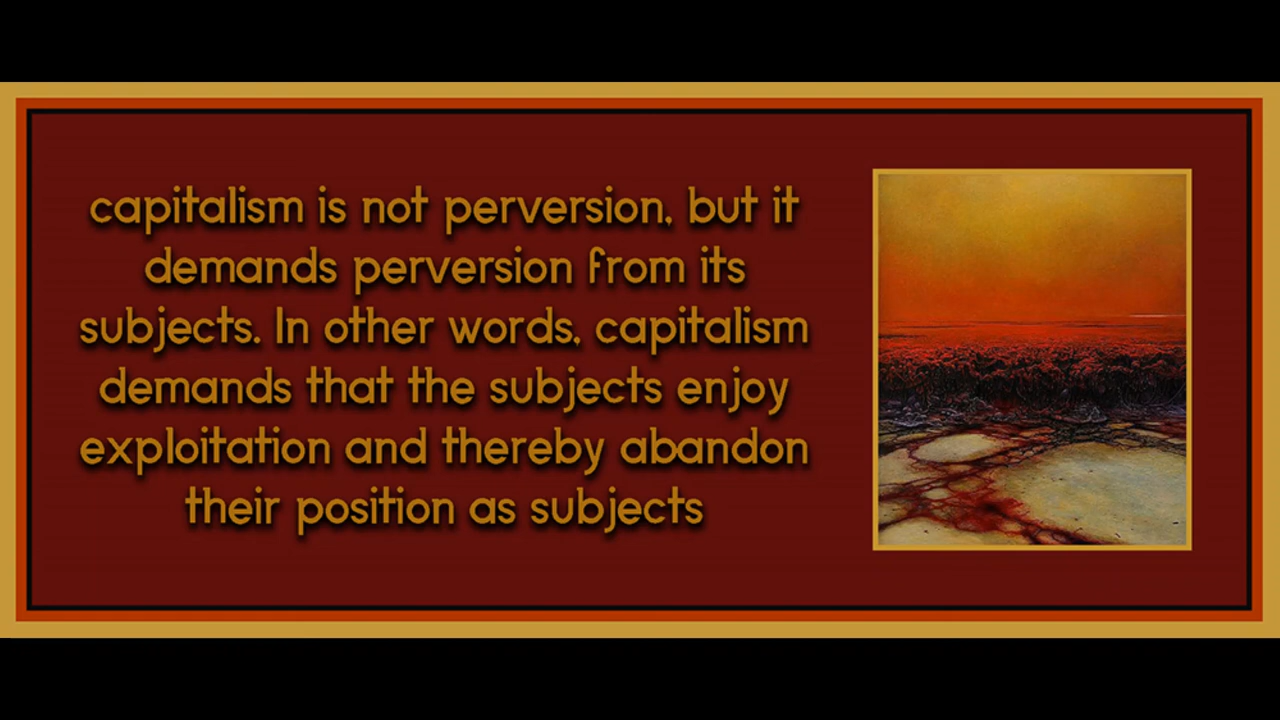 capitalism is not perversion, but it
demands perversion from its
subjects. In other words, capitalism
demands that the subjects enjoy
exploitation and thereby abandon
their position as subjects